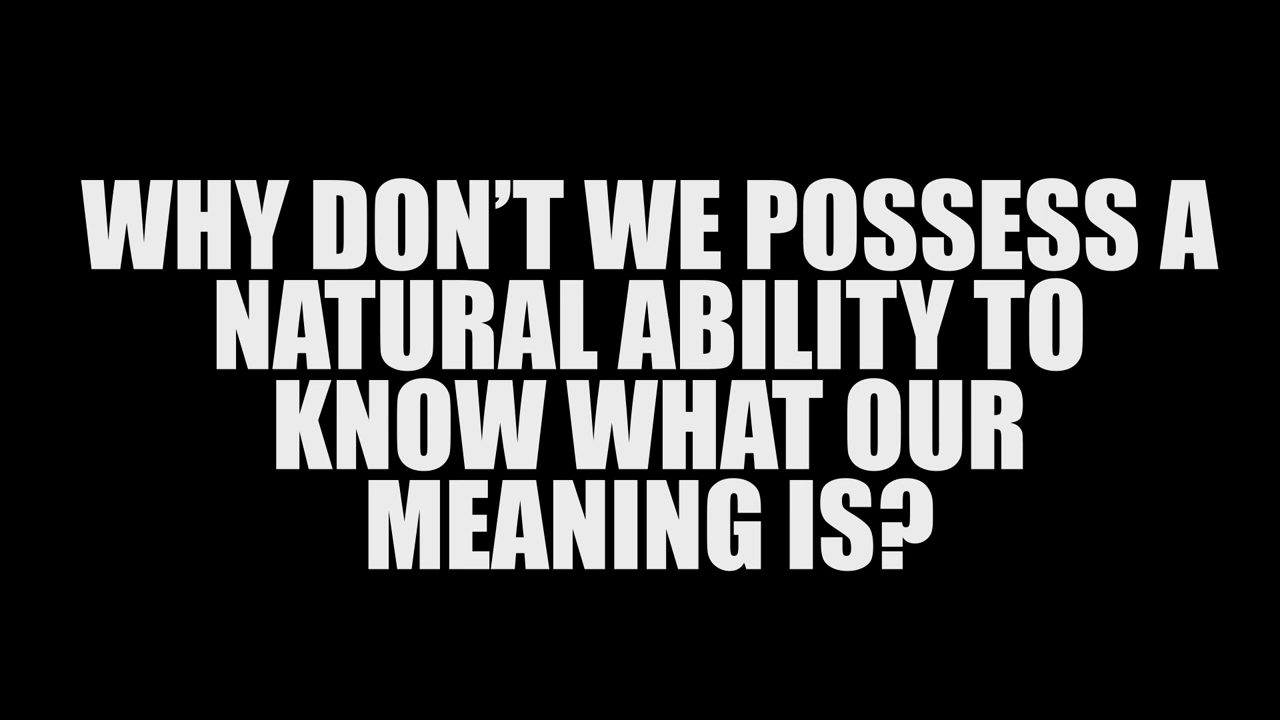 WHY DON’T WE POSSESS A
NATURAL ABILITY TO
KNOW WHAT OUR
MEANING IS?